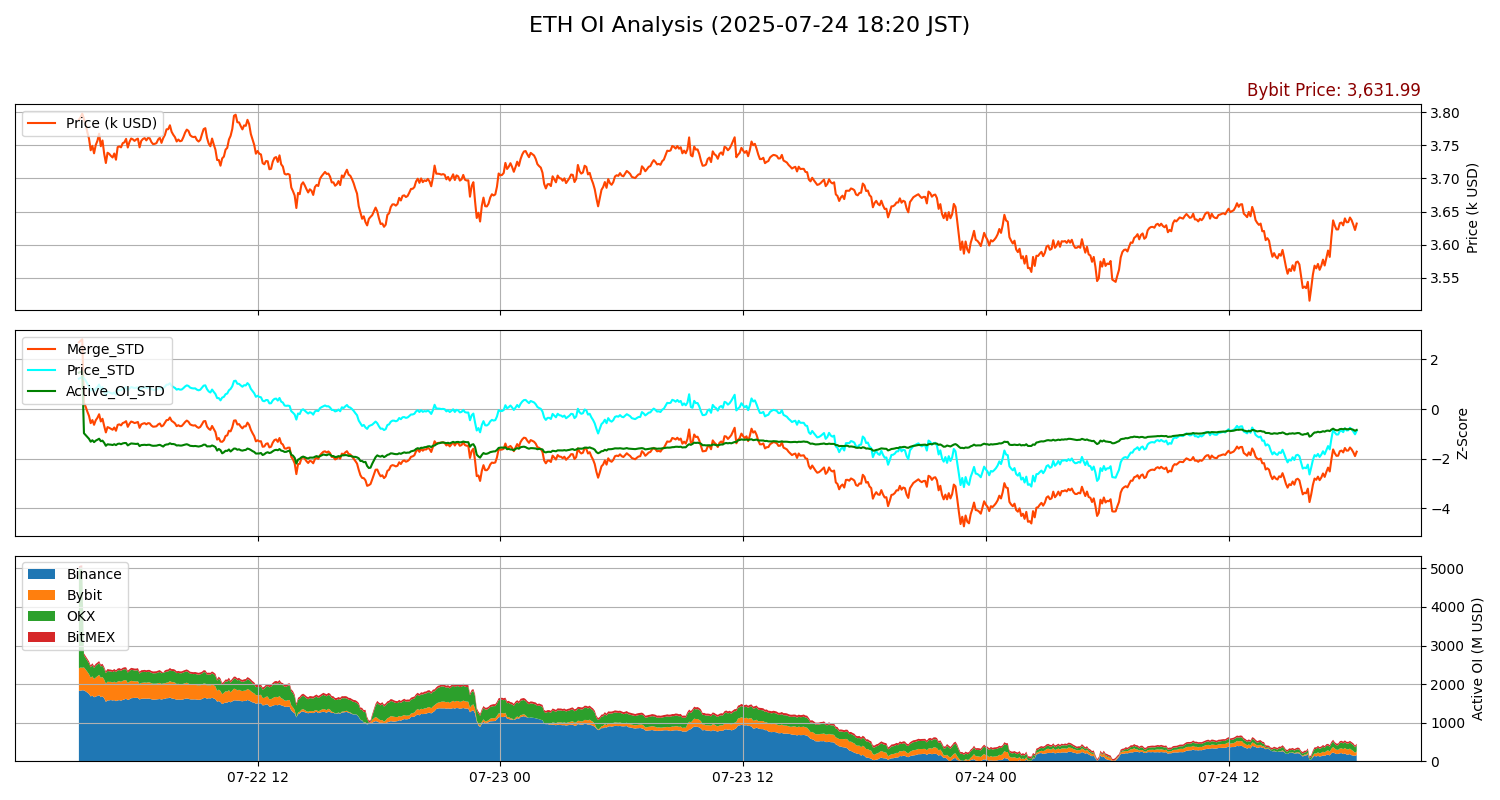 ETH OI Analysis (2025-07-24 18:20 JST)
Bybit Price: 3,631.99
Price (k USD)
3.80
3.75
3.70
3.65
3.60
3.55
Price (k USD)
Merge_STD
Price_STD
Active_OI_STD
2
0
−2
−4
Z-Score
Binance
Bybit
OKX
BitMEX
5000
4000
3000
2000
1000
0
Active OI (M USD)
07-22 12
07-23 00
07-23 12
07-24 00
07-24 12